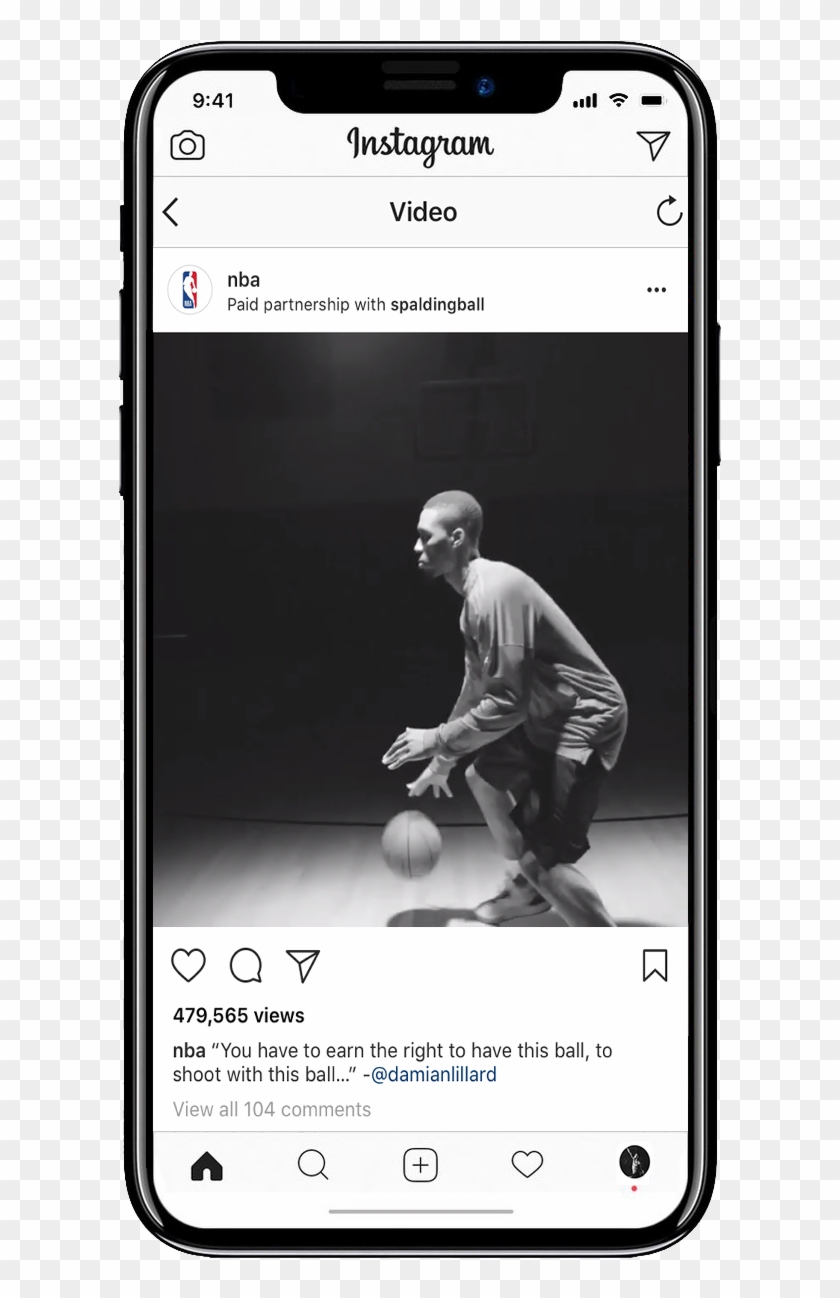 9:41
Instagram
Video
nba
Paid partnership with spaldingball
479,565 views
nba “You have to earn the right to have this ball, to
shoot with this ball...” -@damianlillard
View all 104 comments